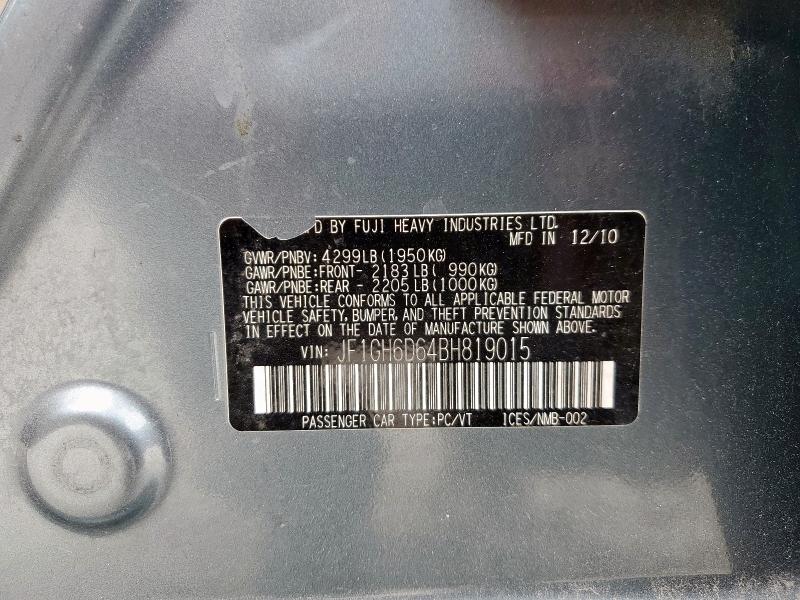 D BY FUJI HEAVY INDUSTRIES LTD.
MFD IN 12/10
GVWR/PNBV: 4299LB(1950KG)
GAWR/PNBE:FRONT- 2183LB( 990KG)
GAWR/PNBE:REAR - 2205LB(1000KG)
THIS VEHICLE CONFORMS TO ALL APPLICABLE FEDERAL MOTOR
VEHICLE SAFETY, BUMPER, AND THEFT PREVENTION STANDARDS
IN EFFECT ON THE DATE OF MANUFACTURE SHOWN ABOVE.
VIN: JF1GH6D64BH819015
PASSENGER CAR TYPE:PC/VT ICES/NMB-002